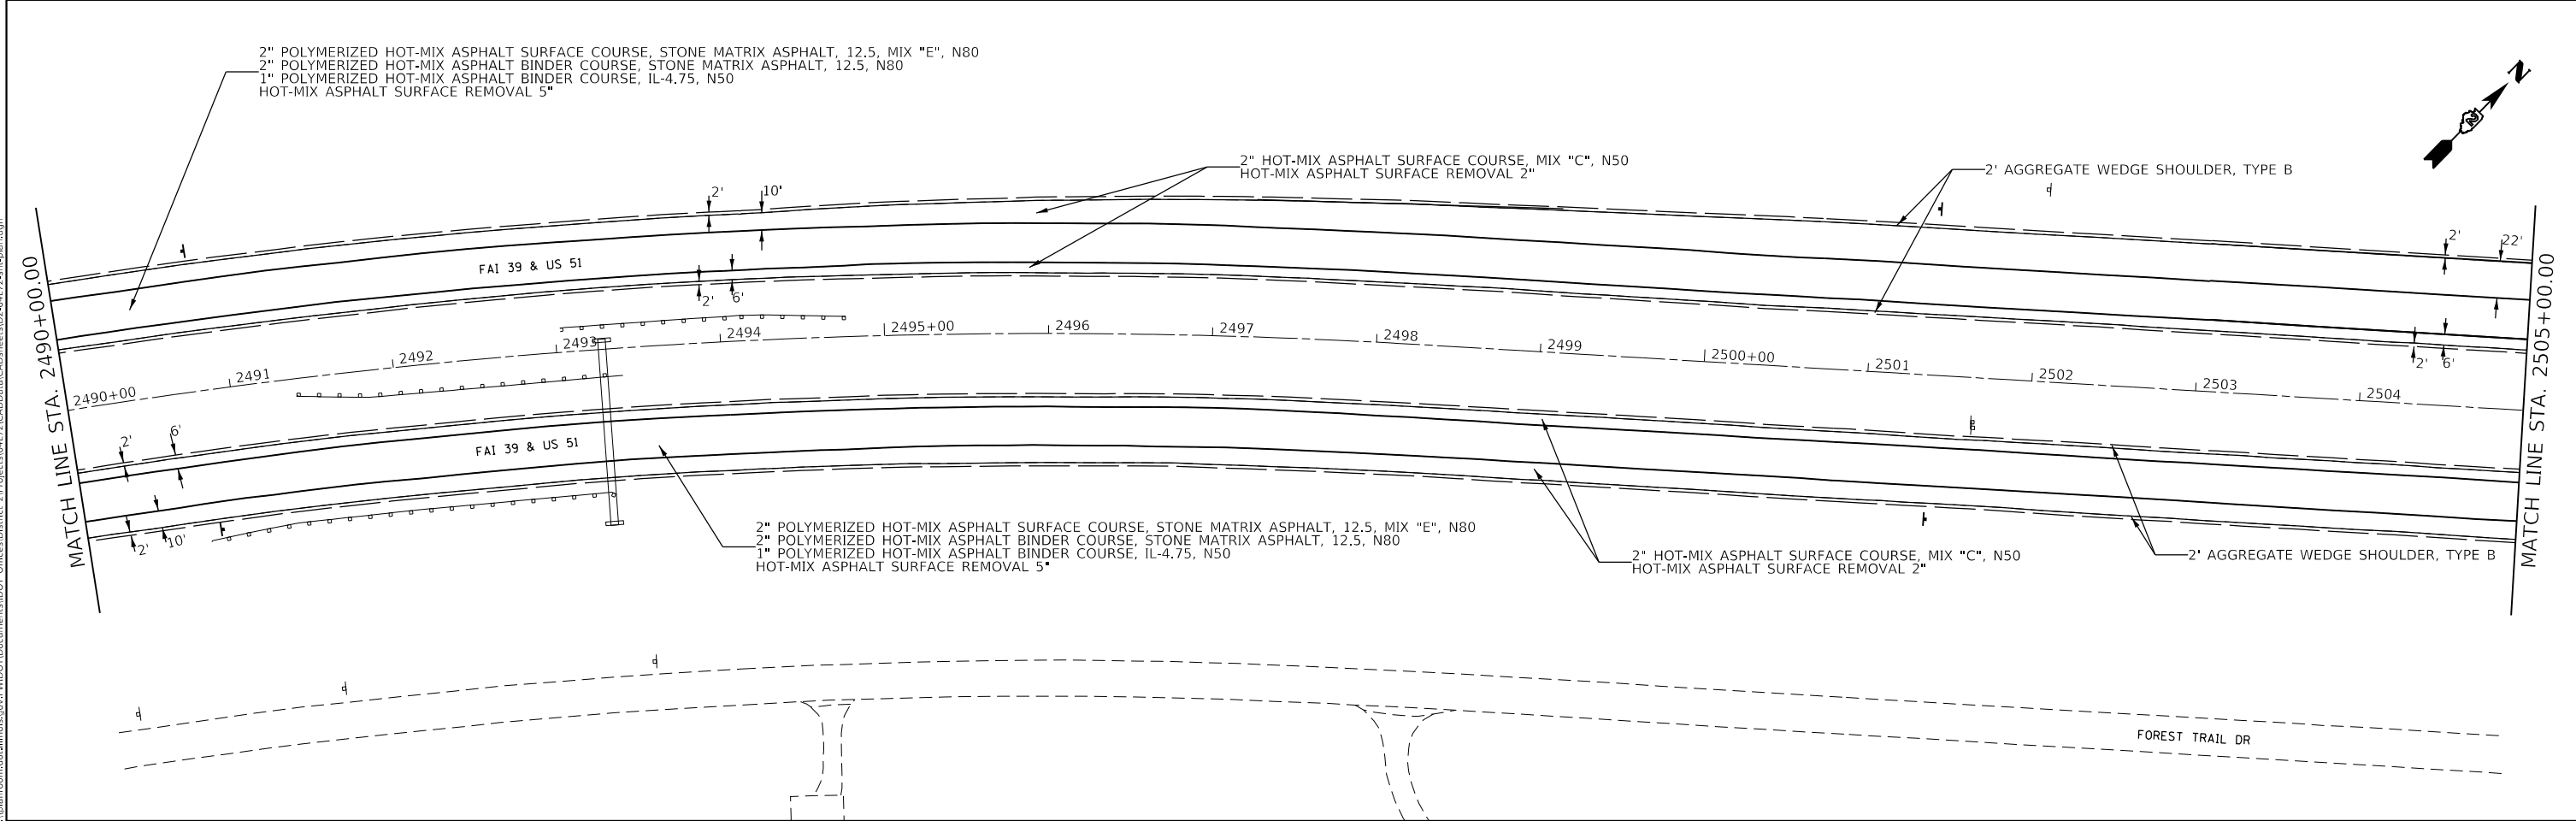 2" POLYMERIZED HOT-MIX ASPHALT SURFACE COURSE, STONE MATRIX ASPHALT, 12.5, MIX "E", N80
2" POLYMERIZED HOT-MIX ASPHALT BINDER COURSE, STONE MATRIX ASPHALT, 12.5, N80
1" POLYMERIZED HOT-MIX ASPHALT BINDER COURSE, IL-4.75, N50
HOT-MIX ASPHALT SURFACE REMOVAL 5"
N
2" HOT-MIX ASPHALT SURFACE COURSE, MIX "C", N50
HOT-MIX ASPHALT SURFACE REMOVAL 2"
2' AGGREGATE WEDGE SHOULDER, TYPE B
2'
10'
2'
22'
FAI 39 & US 51
2'
6'
2'
6'
MATCH LINE STA. 2490+00.00
2490+00
2491
2492
2493
2494
2495+00
2496
2497
2498
2499
2500+00
2501
2502
2503
2504
MATCH LINE STA. 2505+00.00
2'
6'
FAI 39 & US 51
2'
10'
2" POLYMERIZED HOT-MIX ASPHALT SURFACE COURSE, STONE MATRIX ASPHALT, 12.5, MIX "E", N80
2" POLYMERIZED HOT-MIX ASPHALT BINDER COURSE, STONE MATRIX ASPHALT, 12.5, N80
1" POLYMERIZED HOT-MIX ASPHALT BINDER COURSE, IL-4.75, N50
HOT-MIX ASPHALT SURFACE REMOVAL 5"
2" HOT-MIX ASPHALT SURFACE COURSE, MIX "C", N50
HOT-MIX ASPHALT SURFACE REMOVAL 2"
2' AGGREGATE WEDGE SHOULDER, TYPE B
FOREST TRAIL DR